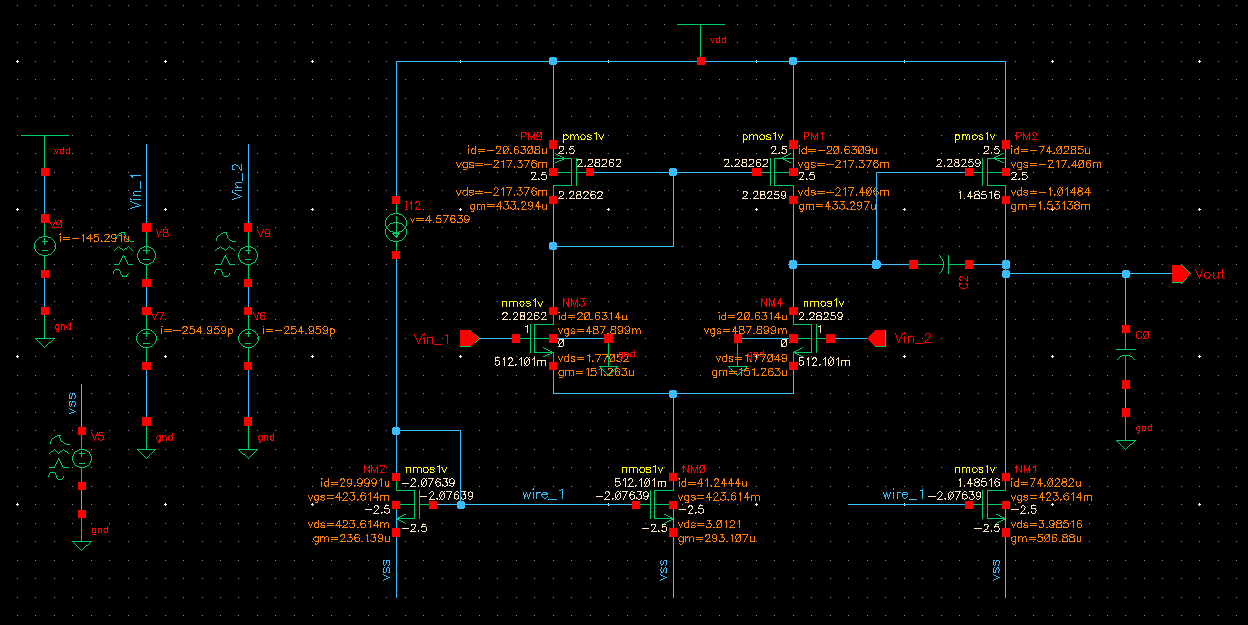 vdd
PM0
pmos1v
2.5
id=-20.6308u
vgs=-217.376m
2.28262
2.5
vds=-217.376m
gm=433.294u
2.28262
pmos1v
PM1
2.5
id=-20.6309u
vgs=-217.376m
2.28262
2.5
vds=-217.406m
gm=433.297u
2.28259
pmos1v
PM2
2.5
id=-74.0285u
vgs=-217.406m
2.28259
2.5
vds=-1.01484
gm=1.53138m
1.48516
vdd
V0
i=-145.291u
gnd
Vin_1
V8
V7
i=-254.959p
gnd
Vin_2
V9
V6
i=-254.959p
gnd
vss
V5
gnd
I12
v=4.57639
nmos1v
NM3
2.28262
id=20.6314u
vgs=487.899m
Vin_1
1
0
gnd
512.101m
gm=151.263u
NM4
nmos1v
id=20.6314u
2.28259
vgs=487.899m
1
Vin_2
0
vds=1.77049
gnd
gm=151.263u
512.101m
C2
Vout
C0
gnd
NM2
nmos1v
id=29.9991u
-2.07639
vgs=423.614m
-2.07639
-2.5
vds=423.614m
-2.5
gm=236.139u
vss
wire_1
nmos1v
NM0
512.101m
id=41.2444u
-2.07639
vgs=423.614m
-2.5
vds=3.0121
-2.5
gm=293.107u
vss
wire_1
nmos1v
NM1
1.48516
id=74.0282u
-2.07639
vgs=423.614m
-2.5
vds=3.98516
-2.5
gm=506.88u
vss